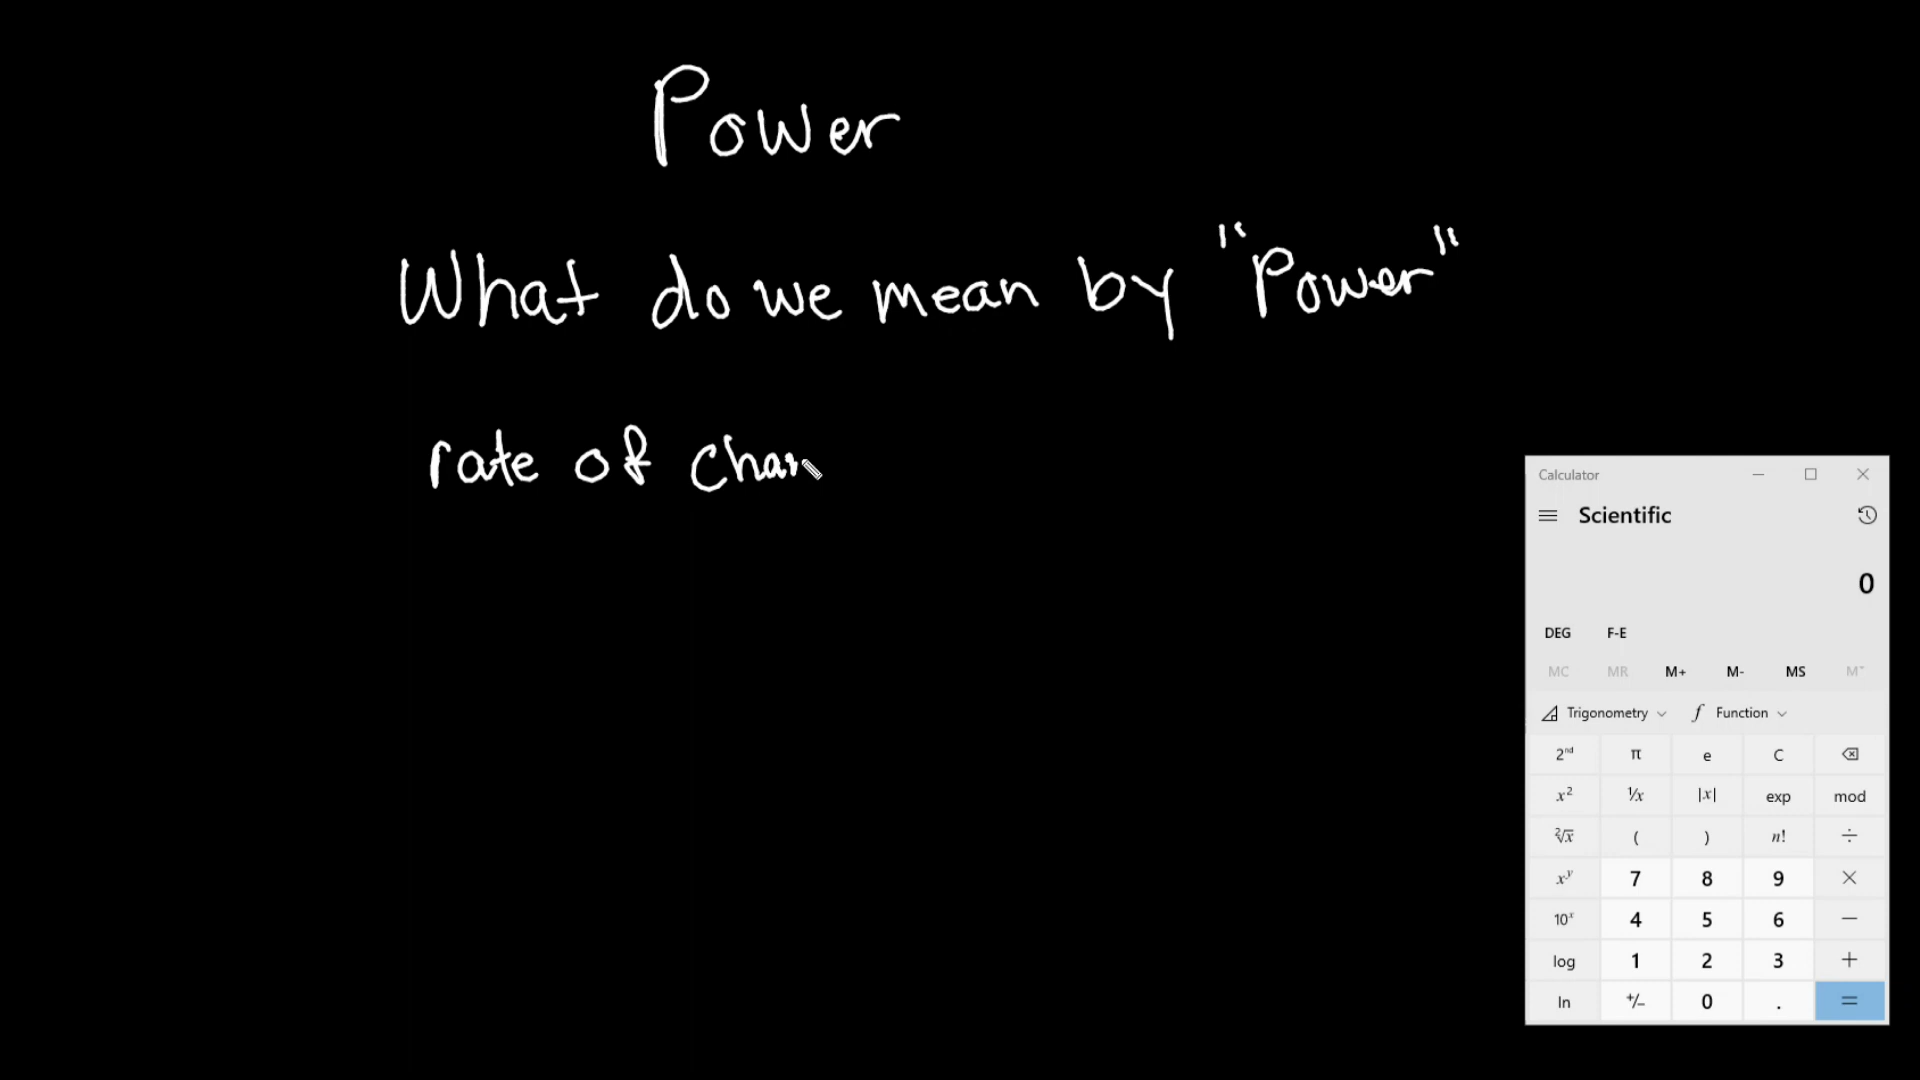 Power
What do we mean by "Power"
rate of chan
Calculator
Scientific
0
DEG F-E
MC MR M+ M- MS M˅
Trigonometry f Function
2ⁿᵈ π e C
x² ¹/x |x| exp mod
²√x ( ) n! ÷
xʸ 7 8 9 ×
10ˣ 4 5 6 −
log 1 2 3 +
ln +/− 0 . =